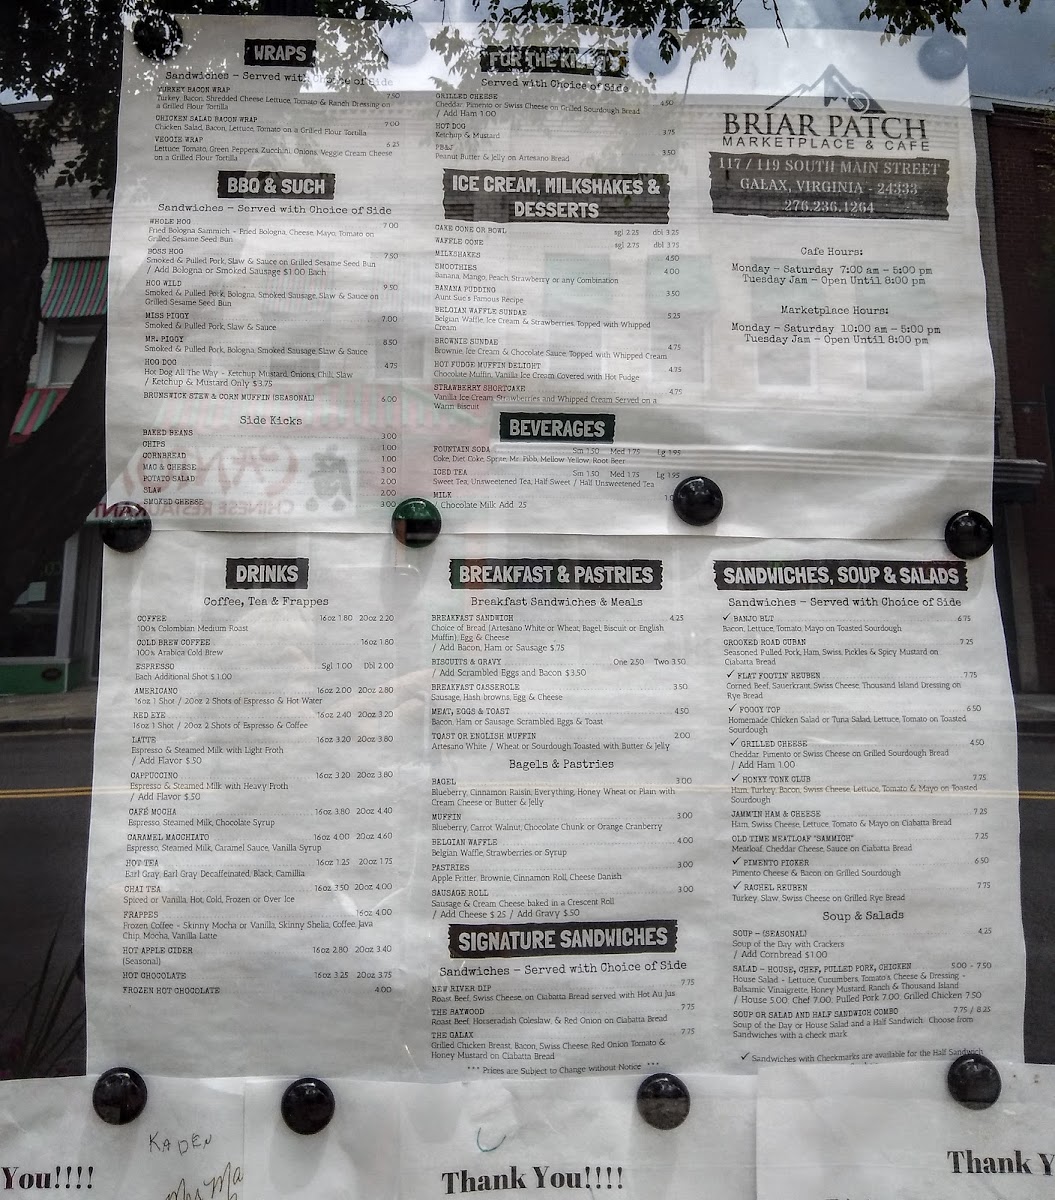 WRAPS
Sandwiches - Served with Choice of Side
TURKEY BACON WRAP 7.50
Turkey, Bacon, Shredded Cheese Lettuce, Tomato & Ranch Dressing on
a Grilled Flour Tortilla
CHICKEN SALAD BACON WRAP 7.00
Chicken Salad, Bacon, Lettuce, Tomato on a Grilled Flour Tortilla
VEGGIE WRAP 6.25
Lettuce, Tomato, Green Peppers, Zucchini, Onions, Veggie Cream Cheese
on a Grilled Flour Tortilla
BBQ & SUCH
Sandwiches - Served with Choice of Side
WHOLE HOG 7.00
Fried Bologna Sammich - Fried Bologna, Cheese, Mayo, Tomato on
Grilled Sesame Seed Bun
BOSS HOG 7.50
Smoked & Pulled Pork, Slaw & Sauce on Grilled Sesame Seed Bun
/ Add Bologna or Smoked Sausage $1.00 Each
HOG WILD 9.50
Smoked & Pulled Pork, Bologna, Smoked Sausage, Slaw & Sauce on
Grilled Sesame Seed Bun
MISS PIGGY 7.00
Smoked & Pulled Pork, Slaw & Sauce
MR. PIGGY 8.50
Smoked & Pulled Pork, Bologna, Smoked Sausage Slaw & Sauce
HOG DOG 4.75
Hot Dog All The Way - Ketchup Mustard, Onions, Chili, Slaw
/ Ketchup & Mustard Only $3.75
BRUNSWICK STEW & CORN MUFFIN (SEASONAL) 6.00
Side Kicks
BAKED BEANS 3.00
CHIPS 1.00
CORNBREAD 1.00
MAC & CHEESE 3.00
POTATO SALAD 2.00
SLAW 2.00
SMOKED CHEESE 3.00
FOR THE
Served with Choice of Side
GRILLED CHEESE 4.50
Cheddar, Pimento or Swiss Cheese on Grilled Sourdough Bread
/ Add Ham 1.00
HOT DOG 3.75
Ketchup & Mustard
PB&J 3.50
Peanut Butter & Jelly on Artesano Bread
ICE CREAM, MILKSHAKES &
DESSERTS
CAKE CONE OR BOWL sgl 2.25 dbl 3.25
WAFFLE CONE sgl 2.75 dbl 3.75
MILKSHAKES 4.50
SMOOTHIES 4.00
Banana, Mango, Peach, Strawberry or any Combination
BANANA PUDDING 3.50
Aunt Sue's Famous Recipe
BELGIAN WAFFLE SUNDAE 5.25
Belgian Waffle, Ice Cream & Strawberries Topped with Whipped
Cream
BROWNIE SUNDAE 4.75
Brownie, Ice Cream & Chocolate Sauce Topped with Whipped Cream
HOT FUDGE MUFFIN DELIGHT 4.75
Chocolate Muffin, Vanilla Ice Cream Covered with Hot Fudge
STRAWBERRY SHORTCAKE 4.75
Vanilla Ice Cream, Strawberries and Whipped Cream Served on a
Warm Biscuit
BEVERAGES
FOUNTAIN SODA Sm 1.50 Med 1.75 Lg 1.95
Coke, Diet Coke, Sprite, Mr. Pibb, Mellow Yellow, Root Beer
ICED TEA Sm 1.50 Med 1.75 Lg 1.95
Sweet Tea, Unsweetened Tea, Half Sweet / Half Unsweetened Tea
MILK
/ Chocolate Milk Add .25
BRIAR PATCH
MARKETPLACE & CAFE
117 / 119 SOUTH MAIN STREET
GALAX, VIRGINIA - 24333
276.236.1264
Cafe Hours:
Monday - Saturday 7:00 am - 5:00 pm
Tuesday Jam - Open Until 8:00 pm
Marketplace Hours:
Monday - Saturday 10:00 am - 5:00 pm
Tuesday Jam - Open Until 8:00 pm
CHINESE RESTAURANT
DRINKS
Coffee, Tea & Frappes
COFFEE 16oz 1.80 20oz 2.20
100% Colombian Medium Roast
COLD BREW COFFEE 16oz 1.80
100% Arabica Cold Brew
ESPRESSO Sgl 1.00 Dbl 2.00
Each Additional Shot $1.00
AMERICANO 16oz 2.00 20oz 2.80
16oz 1 Shot / 20oz 2 Shots of Espresso & Hot Water
RED EYE 16oz 2.40 20oz 3.20
16oz 1 Shot / 20oz 2 Shots of Espresso & Coffee
LATTE 16oz 3.20 20oz 3.80
Espresso & Steamed Milk with Light Froth
/ Add Flavor $.50
CAPPUCCINO 16oz 3.20 20oz 3.80
Espresso & Steamed Milk with Heavy Froth
/ Add Flavor $.50
CAFÉ MOCHA 16oz 3.80 20oz 4.40
Espresso, Steamed Milk, Chocolate Syrup
CARAMEL MACCHIATO 16oz 4.00 20oz 4.60
Espresso, Steamed Milk, Caramel Sauce, Vanilla Syrup
HOT TEA 16oz 1.25 20oz 1.75
Earl Gray, Earl Gray Decaffeinated, Black, Camillia
CHAI TEA 16oz 3.50 20oz 4.00
Spiced or Vanilla, Hot, Cold, Frozen or Over Ice
FRAPPES 16oz 4.00
Frozen Coffee - Skinny Mocha or Vanilla, Skinny Shelia, Coffee, Java
Chip, Mocha, Vanilla Latte
HOT APPLE CIDER 16oz 2.80 20oz 3.40
(Seasonal)
HOT CHOCOLATE 16oz 3.25 20oz 3.75
FROZEN HOT CHOCOLATE 4.00
BREAKFAST & PASTRIES
Breakfast Sandwiches & Meals
BREAKFAST SANDWICH 4.25
Choice of Bread (Artesano White or Wheat, Bagel, Biscuit or English
Muffin), Egg & Cheese
/ Add Bacon, Ham or Sausage $.75
BISCUITS & GRAVY One 2.50 Two 3.50
/ Add Scrambled Eggs and Bacon $3.50
BREAKFAST CASSEROLE 3.50
Sausage, Hash browns, Egg & Cheese
MEAT, EGGS & TOAST 4.50
Bacon, Ham or Sausage, Scrambled Eggs & Toast
TOAST OR ENGLISH MUFFIN 2.00
Artesano White / Wheat or Sourdough Toasted with Butter & Jelly
Bagels & Pastries
BAGEL 3.00
Blueberry, Cinnamon Raisin, Everything, Honey Wheat or Plain with
Cream Cheese or Butter & Jelly
MUFFIN 3.00
Blueberry, Carrot Walnut, Chocolate Chunk or Orange Cranberry
BELGIAN WAFFLE 4.00
Belgian Waffle, Strawberries or Syrup
PASTRIES 3.00
Apple Fritter, Brownie, Cinnamon Roll, Cheese Danish
SAUSAGE ROLL 3.00
Sausage & Cream Cheese baked in a Crescent Roll
/ Add Cheese $.25 / Add Gravy $.50
SIGNATURE SANDWICHES
Sandwiches - Served with Choice of Side
NEW RIVER DIP 7.75
Roast Beef, Swiss Cheese, on Ciabatta Bread served with Hot Au Jus
THE RAYWOOD 7.75
Roast Beef, Horseradish Coleslaw, & Red Onion on Ciabatta Bread
THE GALAX 7.75
Grilled Chicken Breast, Bacon, Swiss Cheese, Red Onion Tomato &
Honey Mustard on Ciabatta Bread
*** Prices are Subject to Change without Notice ***
SANDWICHES, SOUP & SALADS
Sandwiches - Served with Choice of Side
✓ BANJO BLT 6.75
Bacon, Lettuce, Tomato, Mayo on Toasted Sourdough
CROOKED ROAD CUBAN 7.25
Seasoned Pulled Pork, Ham, Swiss, Pickles & Spicy Mustard on
Ciabatta Bread
✓ FLAT FOOTIN' REUBEN 7.75
Corned Beef, Sauerkraut, Swiss Cheese, Thousand Island Dressing on
Rye Bread
✓ FOGGY TOP 6.50
Homemade Chicken Salad or Tuna Salad, Lettuce, Tomato on Toasted
Sourdough
✓ GRILLED CHEESE 4.50
Cheddar, Pimento or Swiss Cheese on Grilled Sourdough Bread
/ Add Ham 1.00
✓ HONKY TONK CLUB 7.75
Ham, Turkey, Bacon, Swiss Cheese, Lettuce, Tomato & Mayo on Toasted
Sourdough
JAMM'IN HAM & CHEESE 7.25
Ham, Swiss Cheese, Lettuce, Tomato & Mayo on Ciabatta Bread
OLD TIME MEATLOAF "SAMMICH" 7.25
Meatloaf, Cheddar Cheese, Sauce on Ciabatta Bread
✓ PIMENTO PICKER 6.50
Pimento Cheese & Bacon on Grilled Sourdough
✓ RACHEL REUBEN 7.75
Turkey, Slaw, Swiss Cheese on Grilled Rye Bread
Soup & Salads
SOUP - (SEASONAL) 4.25
Soup of the Day with Crackers
/ Add Cornbread $1.00
SALAD - HOUSE, CHEF, PULLED PORK, CHICKEN 5.00 - 7.50
House Salad - Lettuce, Cucumbers, Tomato's, Cheese & Dressing -
Balsamic Vinaigrette, Honey Mustard, Ranch & Thousand Island
/ House 5.00 Chef 7.00 Pulled Pork 7.00 Grilled Chicken 7.50
SOUP OR SALAD AND HALF SANDWICH COMBO 7.75 / 8.25
Soup of the Day or House Salad and a Half Sandwich. Choose from
Sandwiches with a check mark
✓ Sandwiches with Checkmarks are available for the Half Sandwich
You!!!!
KADEN
Thank You!!!!
Thank Y